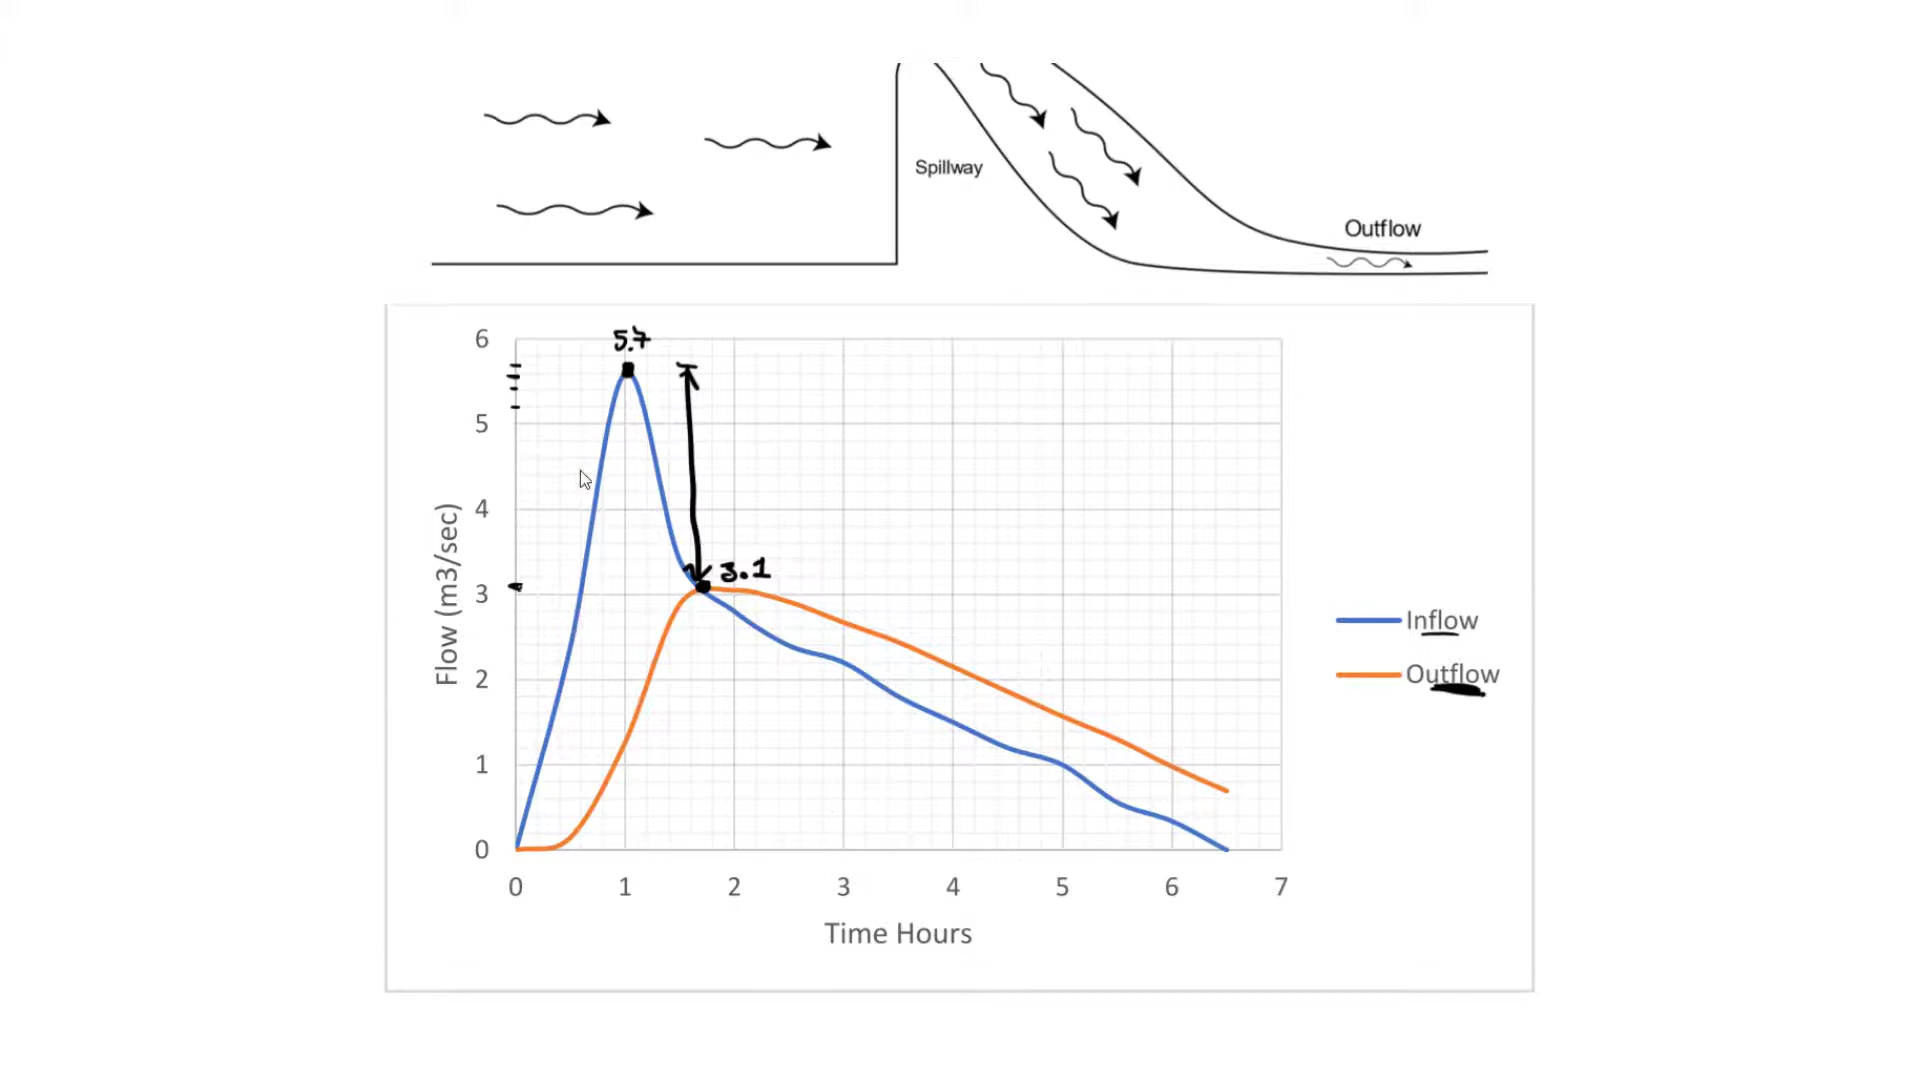 Spillway
Outflow
6
5.7
5
4
3.1
3
2
1
0
Flow (m3/sec)
0 1 2 3 4 5 6 7
Time Hours
Inflow
Outflow